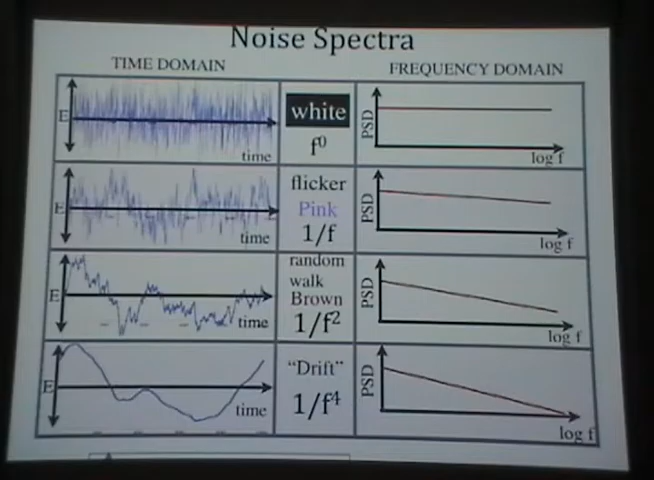 Noise Spectra
TIME DOMAIN
FREQUENCY DOMAIN
E
time
white
f⁰
PSD
log f
E
time
flicker
Pink
1/f
PSD
log f
E
time
random
walk
Brown
1/f²
PSD
log f
E
time
“Drift”
1/f⁴
PSD
log f